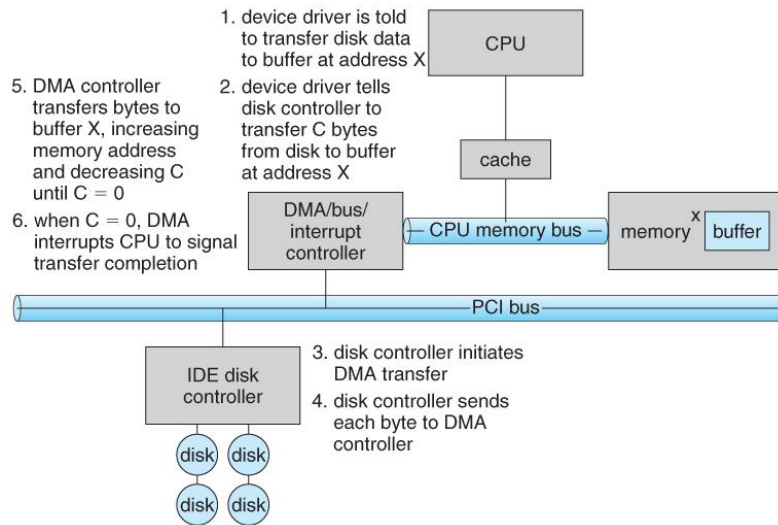 1. device driver is told
to transfer disk data
to buffer at address X
2. device driver tells
disk controller to
transfer C bytes
from disk to buffer
at address X
5. DMA controller
transfers bytes to
buffer X, increasing
memory address
and decreasing C
until C = 0
6. when C = 0, DMA
interrupts CPU to signal
transfer completion
CPU
cache
DMA/bus/
interrupt
controller
CPU memory bus
memory
x
buffer
PCI bus
IDE disk
controller
3. disk controller initiates
DMA transfer
4. disk controller sends
each byte to DMA
controller
disk
disk
disk
disk